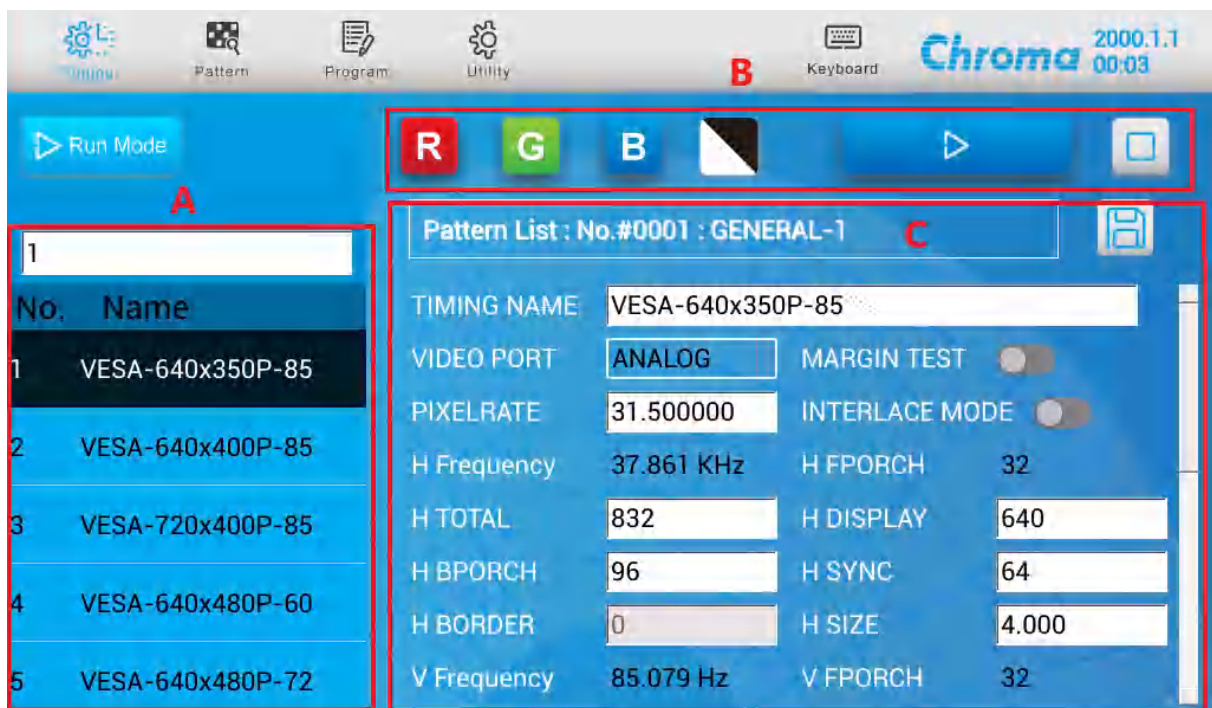 Timing Pattern Program Utility B Keyboard Chroma 2000.1.1
00:03
Run Mode R G B
A
Pattern List : No.#0001 : GENERAL-1 C
1
No. Name
TIMING NAME VESA-640x350P-85
1 VESA-640x350P-85
VIDEO PORT ANALOG MARGIN TEST
PIXELRATE 31.500000 INTERLACE MODE
2 VESA-640x400P-85
H Frequency 37.861 KHz H FPORCH 32
3 VESA-720x400P-85
H TOTAL 832 H DISPLAY 640
H BPORCH 96 H SYNC 64
4 VESA-640x480P-60
H BORDER 0 H SIZE 4.000
5 VESA-640x480P-72
V Frequency 85.079 Hz V FPORCH 32